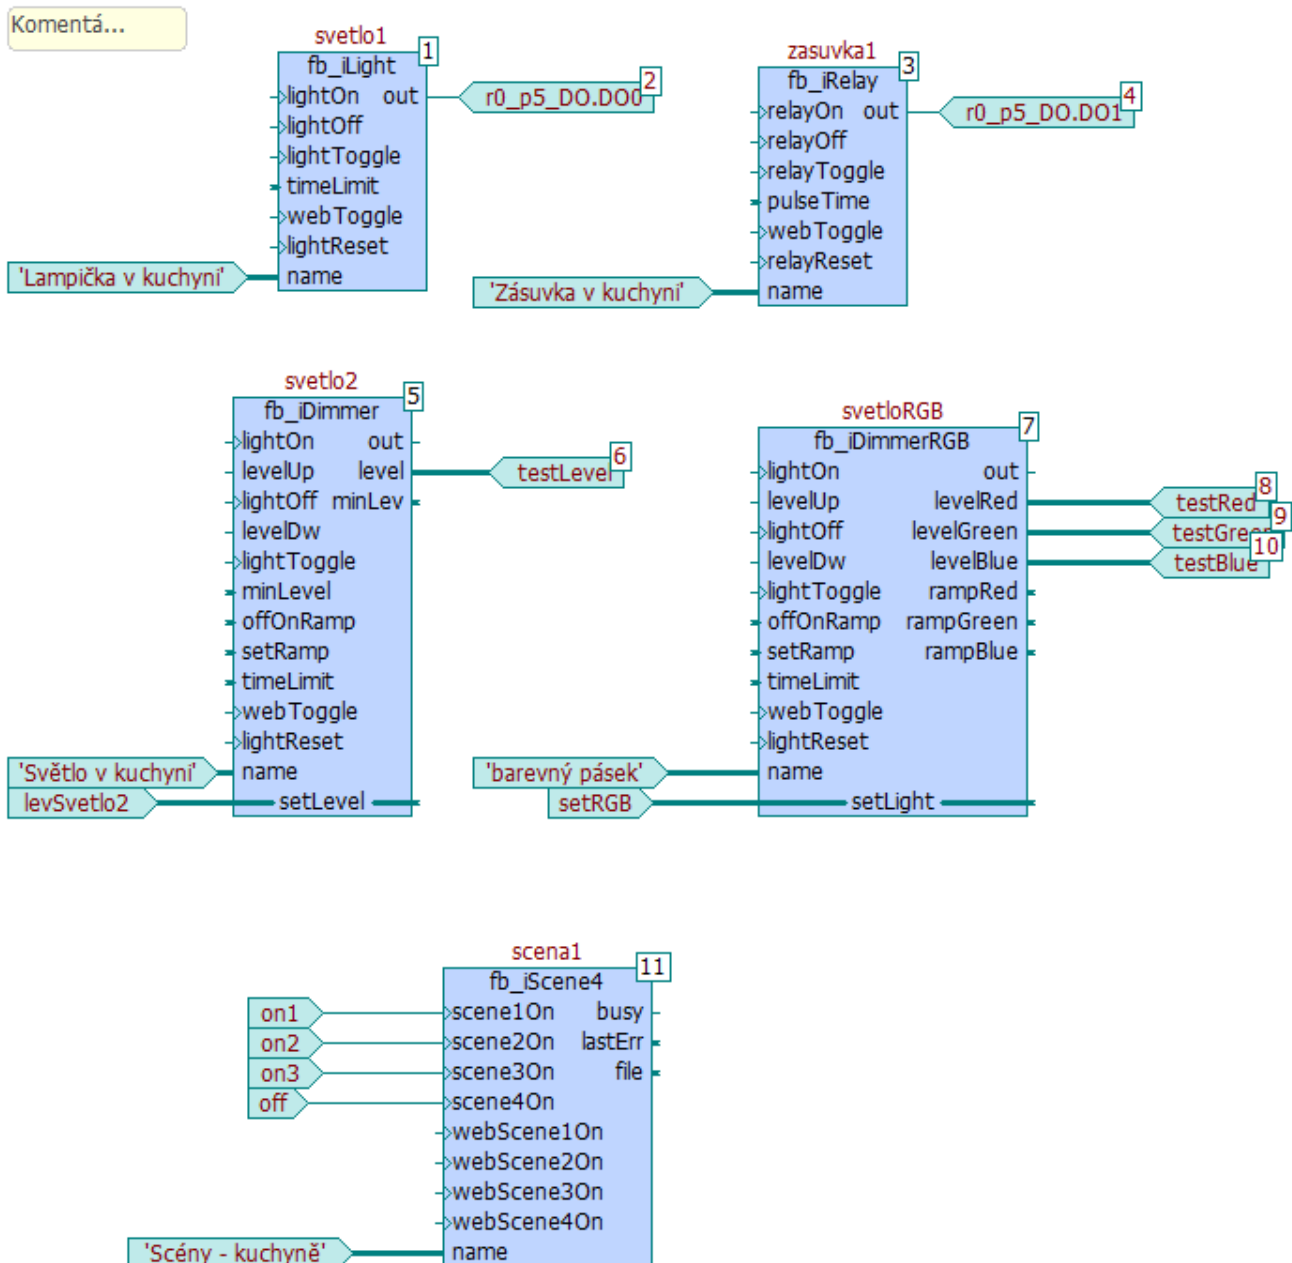 Komentá...
svetlo1
1
fb_iLight
lightOn out
lightOff
lightToggle
timeLimit
webToggle
lightReset
name
2
r0_p5_DO.DO0
'Lampička v kuchyni'
zasuvka1
3
fb_iRelay
relayOn out
relayOff
relayToggle
pulseTime
webToggle
relayReset
name
4
r0_p5_DO.DO1
'Zásuvka v kuchyni'
svetlo2
5
fb_iDimmer
lightOn out
levelUp level
lightOff minLev
levelDw
lightToggle
minLevel
offOnRamp
setRamp
timeLimit
webToggle
lightReset
name
setLevel
6
testLevel
'Světlo v kuchyni'
levSvetlo2
svetloRGB
7
fb_iDimmerRGB
lightOn out
levelUp levelRed
lightOff levelGreen
levelDw levelBlue
lightToggle rampRed
offOnRamp rampGreen
setRamp rampBlue
timeLimit
webToggle
lightReset
name
setLight
8
testRed
9
testGreen
10
testBlue
'barevný pásek'
setRGB
scena1
11
fb_iScene4
on1
scene1On busy
on2
scene2On lastErr
on3
scene3On file
off
scene4On
webScene1On
webScene2On
webScene3On
webScene4On
'Scény - kuchyně'
name